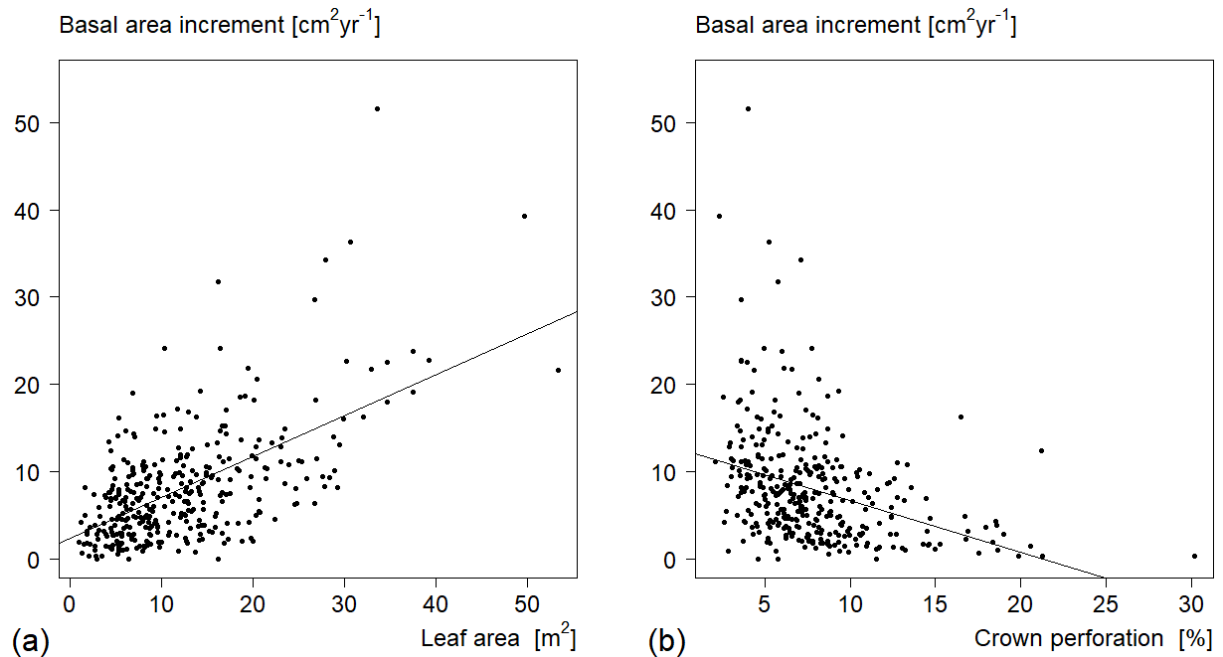 Basal area increment [cm²yr⁻¹]
50
40
30
20
10
0
0 10 20 30 40 50
(a) Leaf area [m²]
Basal area increment [cm²yr⁻¹]
50
40
30
20
10
0
5 10 15 20 25 30
(b) Crown perforation [%]